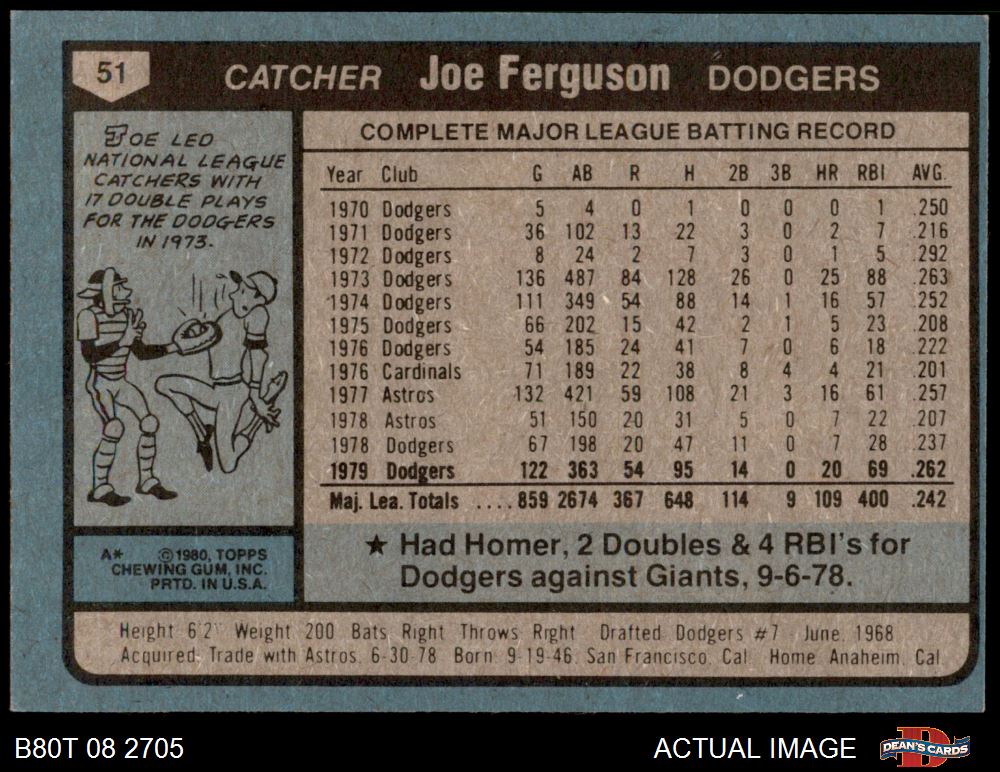 51 CATCHER Joe Ferguson DODGERS
JOE LED
NATIONAL LEAGUE
CATCHERS WITH
17 DOUBLE PLAYS
FOR THE DODGERS
IN 1973.
COMPLETE MAJOR LEAGUE BATTING RECORD
Year Club G AB R H 2B 3B HR RBI AVG.
1970 Dodgers 5 4 0 1 0 0 0 1 .250
1971 Dodgers 36 102 13 22 3 0 2 7 .216
1972 Dodgers 8 24 2 7 3 0 1 5 .292
1973 Dodgers 136 487 84 128 26 0 25 88 .263
1974 Dodgers 111 349 54 88 14 1 16 57 .252
1975 Dodgers 66 202 15 42 2 1 5 23 .208
1976 Dodgers 54 185 24 41 7 0 6 18 .222
1976 Cardinals 71 189 22 38 8 4 4 21 .201
1977 Astros 132 421 59 108 21 3 16 61 .257
1978 Astros 51 150 20 31 5 0 7 22 .207
1978 Dodgers 67 198 20 47 11 0 7 28 .237
1979 Dodgers 122 363 54 95 14 0 20 69 .262
Maj. Lea. Totals ....859 2674 367 648 114 9 109 400 .242
A* ©1980, TOPPS
CHEWING GUM, INC.
PRTD. IN U.S.A.
★ Had Homer, 2 Doubles & 4 RBI's for
Dodgers against Giants, 9-6-78.
Height 6'2" Weight 200 Bats Right Throws Right Drafted Dodgers #7 - June, 1968
Acquired: Trade with Astros, 6-30-78 Born 9-19-46, San Francisco, Cal. Home Anaheim, Cal.
B80T 08 2705
ACTUAL IMAGE
D
DEAN'S CARDS